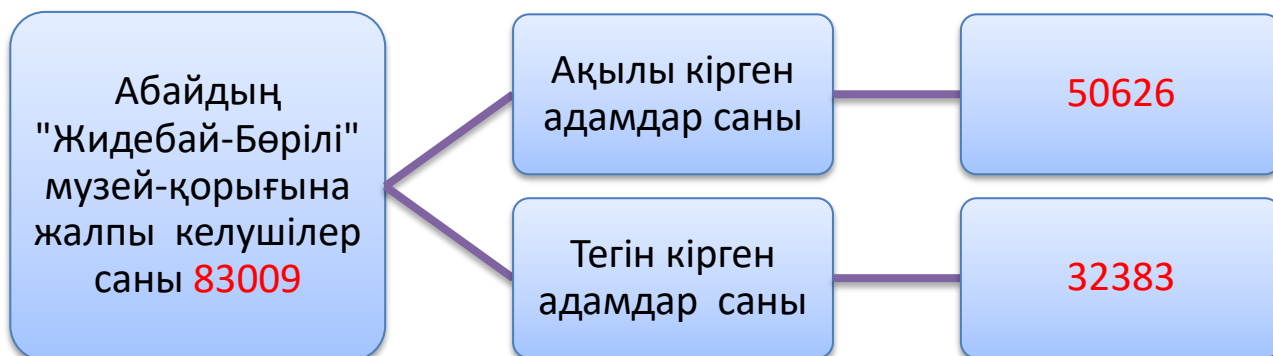 Абайдың
"Жидебай-Бөрілі"
музей-қорығына
жалпы келушілер
саны 83009
Ақылы кірген
адамдар саны
50626
Тегін кірген
адамдар саны
32383